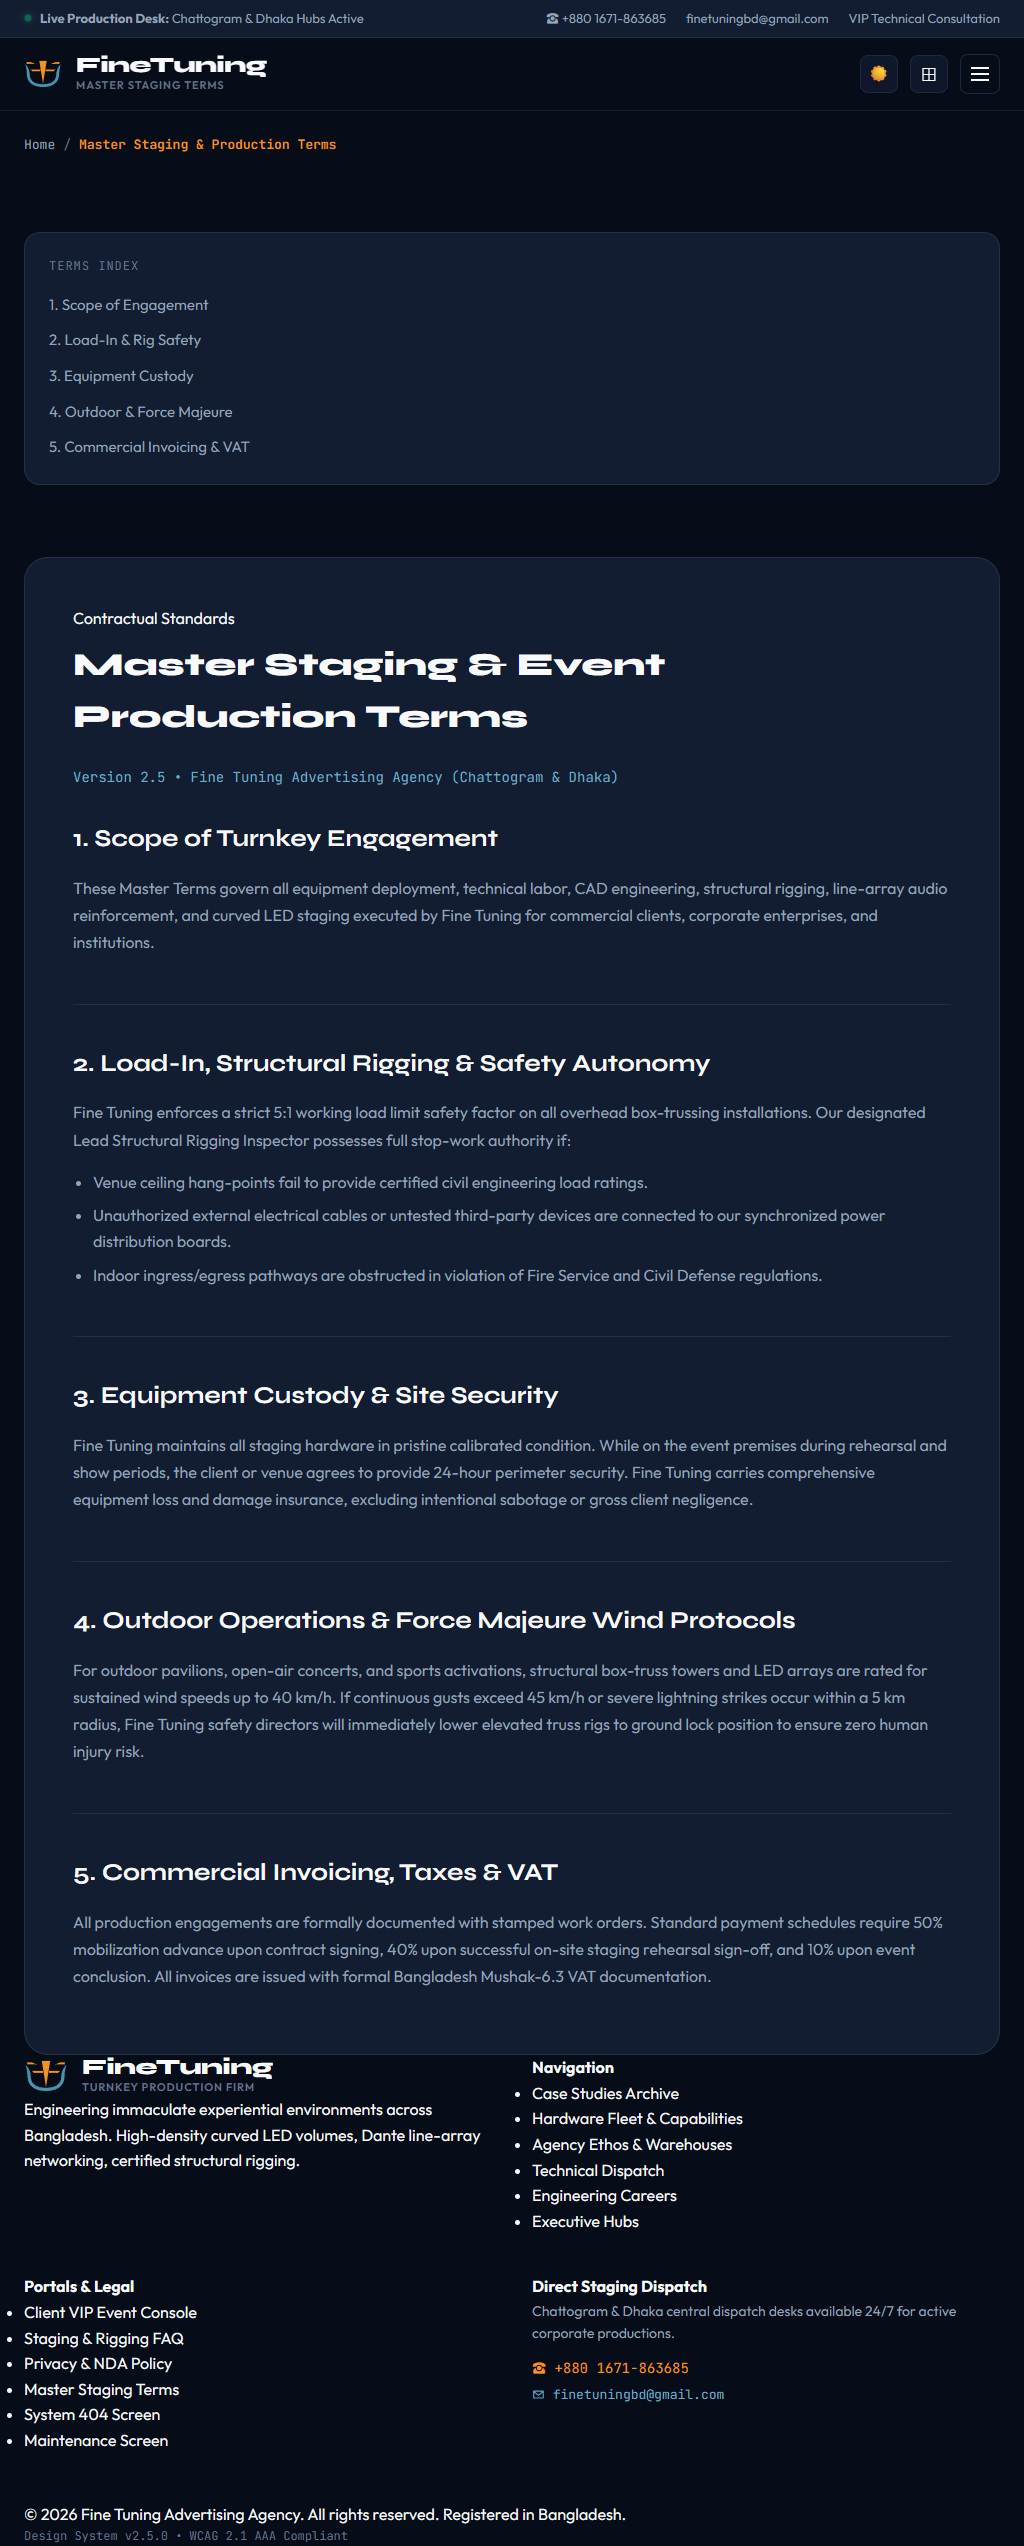 Live Production Desk: Chattogram & Dhaka Hubs Active
☎ +880 1671-863685
finetuningbd@gmail.com
VIP Technical Consultation
FineTuning
MASTER STAGING TERMS
Home / Master Staging & Production Terms
TERMS INDEX
1. Scope of Engagement
2. Load-In & Rig Safety
3. Equipment Custody
4. Outdoor & Force Majeure
5. Commercial Invoicing & VAT
Contractual Standards
Master Staging & Event
Production Terms
Version 2.5 • Fine Tuning Advertising Agency (Chattogram & Dhaka)
1. Scope of Turnkey Engagement
These Master Terms govern all equipment deployment, technical labor, CAD engineering, structural rigging, line-array audio
reinforcement, and curved LED staging executed by Fine Tuning for commercial clients, corporate enterprises, and
institutions.
2. Load-In, Structural Rigging & Safety Autonomy
Fine Tuning enforces a strict 5:1 working load limit safety factor on all overhead box-trussing installations. Our designated
Lead Structural Rigging Inspector possesses full stop-work authority if:
• Venue ceiling hang-points fail to provide certified civil engineering load ratings.
• Unauthorized external electrical cables or untested third-party devices are connected to our synchronized power
distribution boards.
• Indoor ingress/egress pathways are obstructed in violation of Fire Service and Civil Defense regulations.
3. Equipment Custody & Site Security
Fine Tuning maintains all staging hardware in pristine calibrated condition. While on the event premises during rehearsal and
show periods, the client or venue agrees to provide 24-hour perimeter security. Fine Tuning carries comprehensive
equipment loss and damage insurance, excluding intentional sabotage or gross client negligence.
4. Outdoor Operations & Force Majeure Wind Protocols
For outdoor pavilions, open-air concerts, and sports activations, structural box-truss towers and LED arrays are rated for
sustained wind speeds up to 40 km/h. If continuous gusts exceed 45 km/h or severe lightning strikes occur within a 5 km
radius, Fine Tuning safety directors will immediately lower elevated truss rigs to ground lock position to ensure zero human
injury risk.
5. Commercial Invoicing, Taxes & VAT
All production engagements are formally documented with stamped work orders. Standard payment schedules require 50%
mobilization advance upon contract signing, 40% upon successful on-site staging rehearsal sign-off, and 10% upon event
conclusion. All invoices are issued with formal Bangladesh Mushak-6.3 VAT documentation.
FineTuning
TURNKEY PRODUCTION FIRM
Engineering immaculate experiential environments across
Bangladesh. High-density curved LED volumes, Dante line-array
networking, certified structural rigging.
Navigation
• Case Studies Archive
• Hardware Fleet & Capabilities
• Agency Ethos & Warehouses
• Technical Dispatch
• Engineering Careers
• Executive Hubs
Portals & Legal
• Client VIP Event Console
• Staging & Rigging FAQ
• Privacy & NDA Policy
• Master Staging Terms
• System 404 Screen
• Maintenance Screen
Direct Staging Dispatch
Chattogram & Dhaka central dispatch desks available 24/7 for active
corporate productions.
☎ +880 1671-863685
✉ finetuningbd@gmail.com
© 2026 Fine Tuning Advertising Agency. All rights reserved. Registered in Bangladesh.
Design System v2.5.0 • WCAG 2.1 AAA Compliant